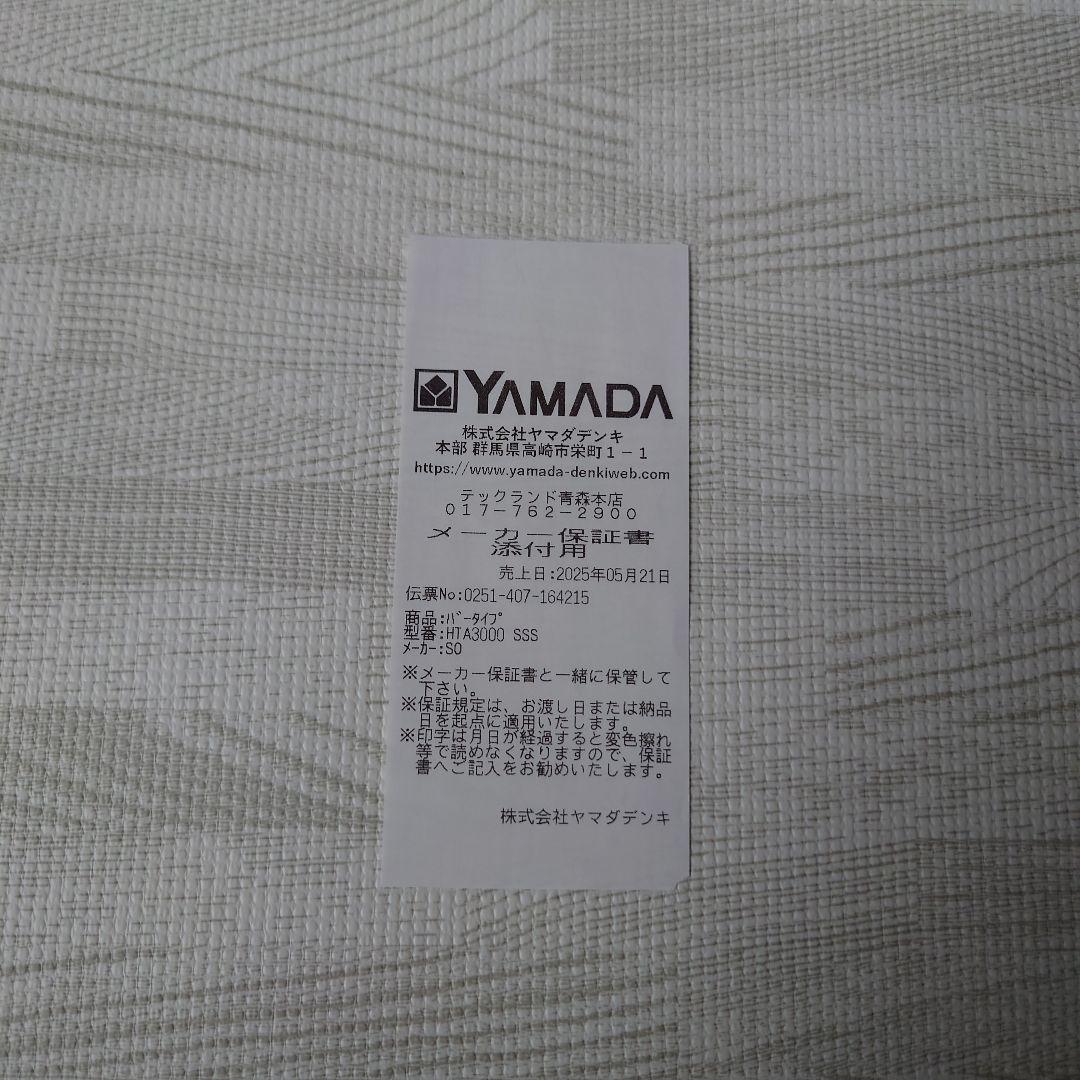 YAMADA
株式会社ヤマダデンキ
本部 群馬県高崎市栄町1-1
https://www.yamada-denkiweb.com
テックランド青森本店
017-762-2900
メーカー保証書
添付用
売上日:2025年05月21日
伝票No:0251-407-164215
商品:バータイプ
型番:HTA3000 SSS
メーカー:SO
※メーカー保証書と一緒に保管して
下さい。
※保証規定は、お渡し日または納品
日を起点に適用いたします。
※印字は月日が経過すると変色擦れ
等で読めなくなりますので、保証
書へご記入をお勧めいたします。
株式会社ヤマダデンキ